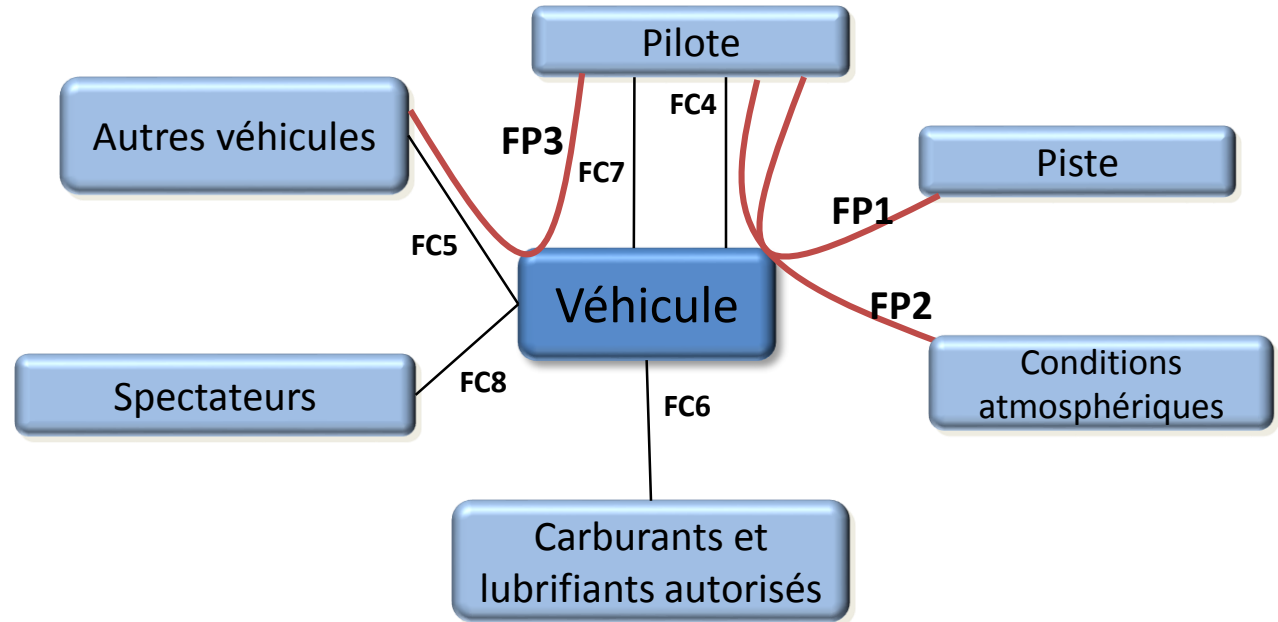 Pilote
Autres véhicules
FC4
FP3
FC7
Piste
FP1
FC5
Véhicule
FP2
Conditions
atmosphériques
Spectateurs
FC8
FC6
Carburants et
lubrifiants autorisés